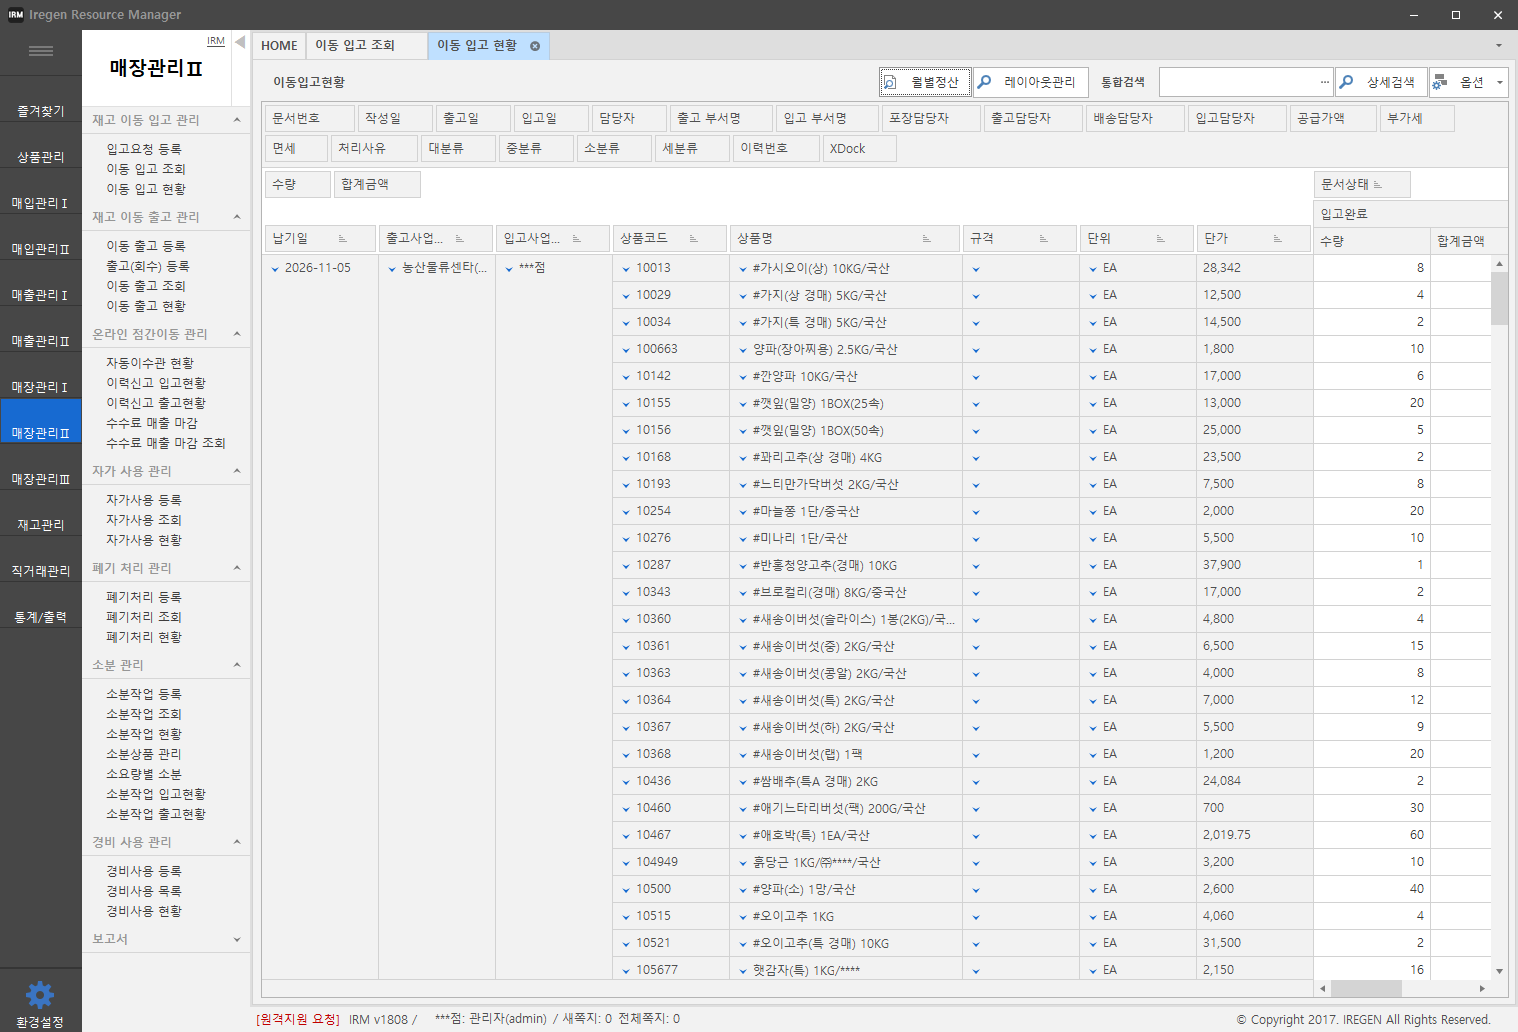 IRM Iregen Resource Manager
즐겨찾기
상품관리
매입관리Ⅰ
매입관리Ⅱ
매출관리Ⅰ
매출관리Ⅱ
매장관리Ⅰ
매장관리Ⅱ
매장관리Ⅲ
재고관리
직거래관리
통계/출력
환경설정
IRM
매장관리Ⅱ
재고 이동 입고 관리
입고요청 등록
이동 입고 조회
이동 입고 현황
재고 이동 출고 관리
이동 출고 등록
출고(회수) 등록
이동 출고 조회
이동 출고 현황
온라인 점간이동 관리
자동이수관 현황
이력신고 입고현황
이력신고 출고현황
수수료 매출 마감
수수료 매출 마감 조회
자가 사용 관리
자가사용 등록
자가사용 조회
자가사용 현황
폐기 처리 관리
폐기처리 등록
폐기처리 조회
폐기처리 현황
소분 관리
소분작업 등록
소분작업 조회
소분작업 현황
소분상품 관리
소요량별 소분
소분작업 입고현황
소분작업 출고현황
경비 사용 관리
경비사용 등록
경비사용 목록
경비사용 현황
보고서
HOME 이동 입고 조회 이동 입고 현황
이동입고현황 월별정산 레이아웃관리 통합검색 ... 상세검색 옵션
문서번호 작성일 출고일 입고일 담당자 출고 부서명 입고 부서명 포장담당자 출고담당자 배송담당자 입고담당자 공급가액 부가세
면세 처리사유 대분류 중분류 소분류 세분류 이력번호 XDock
수량 합계금액 문서상태
입고완료
납기일 출고사업... 입고사업... 상품코드 상품명 규격 단위 단가 수량 합계금액
2026-11-05 농산물류센타(... ***점 10013 #가시오이(상) 10KG/국산 EA 28,342 8
10029 #가지(상 경매) 5KG/국산 EA 12,500 4
10034 #가지(특 경매) 5KG/국산 EA 14,500 2
100663 양파(장아찌용) 2.5KG/국산 EA 1,800 10
10142 #깐양파 10KG/국산 EA 17,000 6
10155 #깻잎(밀양) 1BOX(25속) EA 13,000 20
10156 #깻잎(밀양) 1BOX(50속) EA 25,000 5
10168 #꽈리고추(상 경매) 4KG EA 23,500 2
10193 #느티만가닥버섯 2KG/국산 EA 7,500 8
10254 #마늘쫑 1단/중국산 EA 2,000 20
10276 #미나리 1단/국산 EA 5,500 10
10287 #반홍청양고추(경매) 10KG EA 37,900 1
10343 #브로컬리(경매) 8KG/중국산 EA 17,000 2
10360 #새송이버섯(슬라이스) 1봉(2KG)/국... EA 4,800 4
10361 #새송이버섯(중) 2KG/국산 EA 6,500 15
10363 #새송이버섯(콩알) 2KG/국산 EA 4,000 8
10364 #새송이버섯(특) 2KG/국산 EA 7,000 12
10367 #새송이버섯(하) 2KG/국산 EA 5,500 9
10368 #새송이버섯(랩) 1팩 EA 1,200 20
10436 #쌈배추(특A 경매) 2KG EA 24,084 2
10460 #애기느타리버섯(팩) 200G/국산 EA 700 30
10467 #애호박(특) 1EA/국산 EA 2,019.75 60
104949 흙당근 1KG/㈜****/국산 EA 3,200 10
10500 #양파(소) 1망/국산 EA 2,600 40
10515 #오이고추 1KG EA 4,060 4
10521 #오이고추(특 경매) 10KG EA 31,500 2
105677 햇감자(특) 1KG/**** EA 2,150 16
[원격지원 요청] IRM v1808 / ***점: 관리자(admin) / 새쪽지: 0 전체쪽지: 0 © Copyright 2017. IREGEN All Rights Reserved.